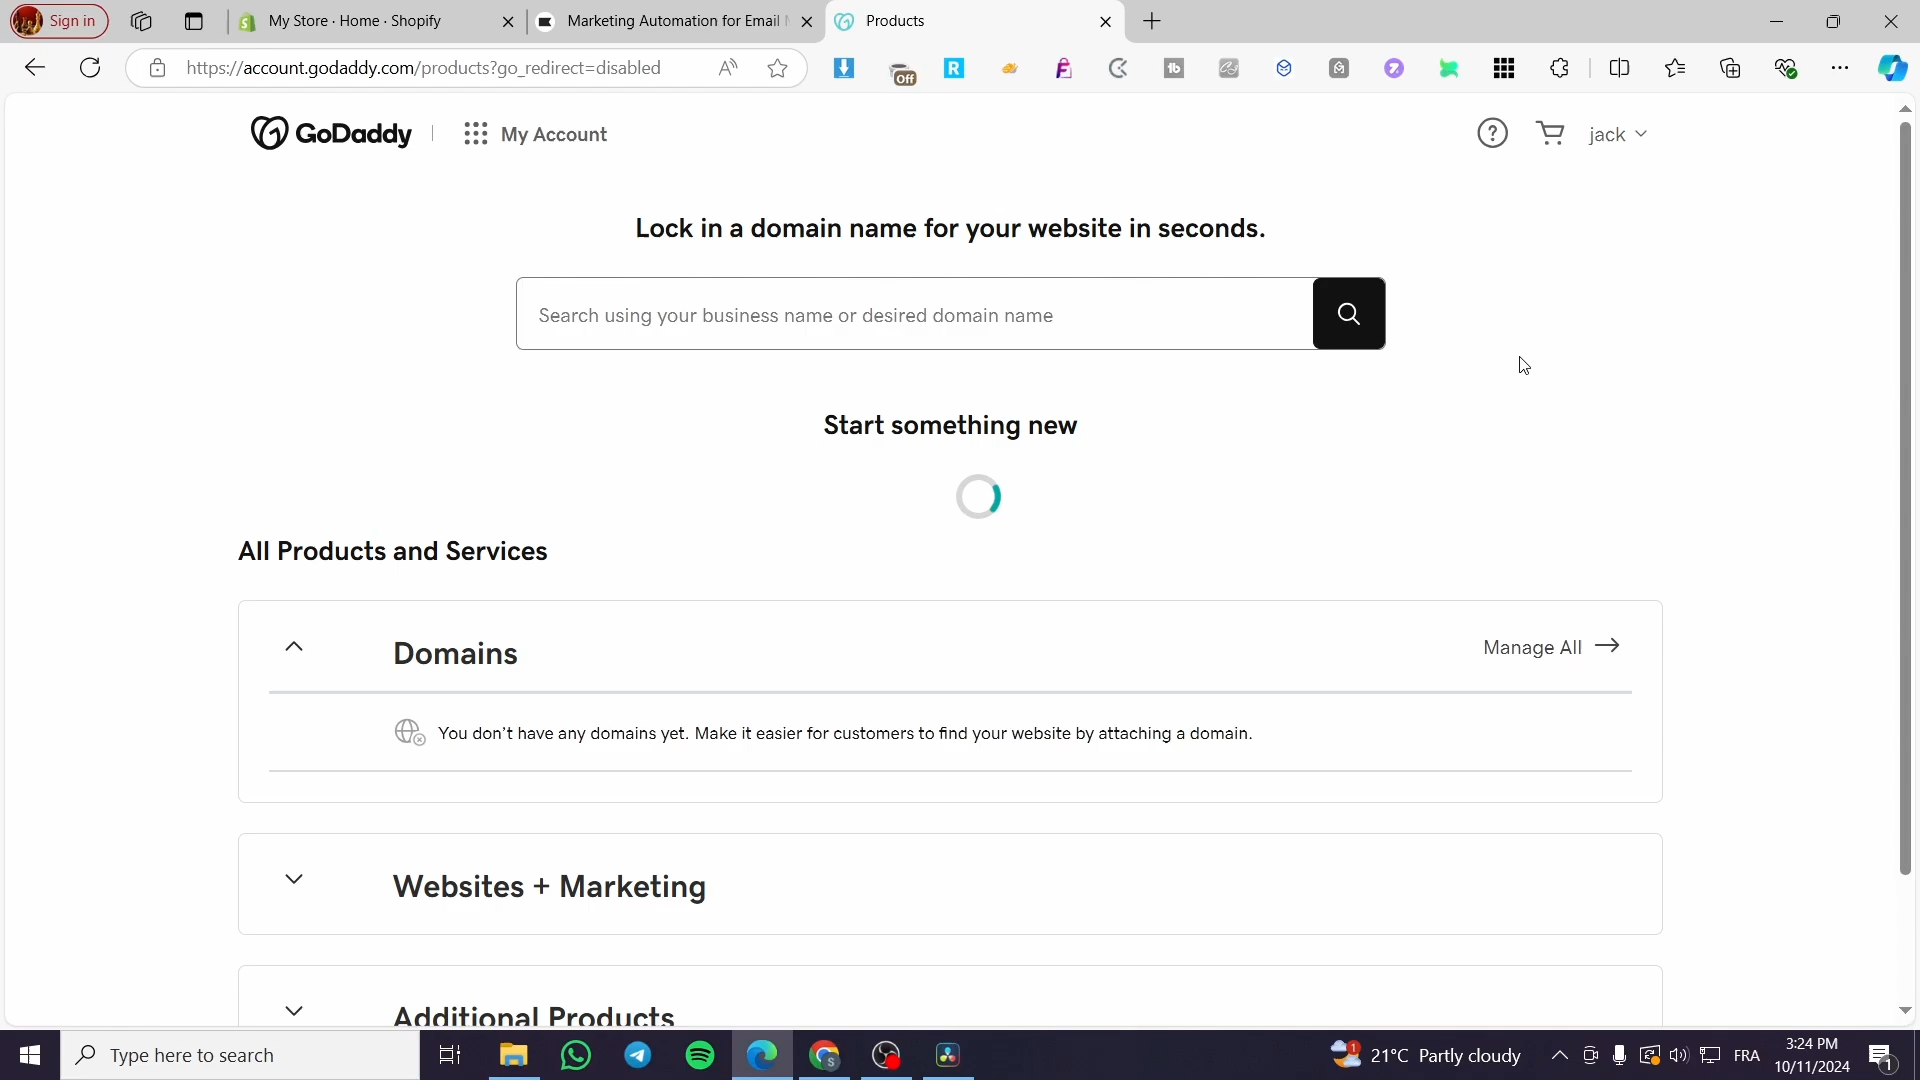 Sign in
My Store · Home · Shopify
Marketing Automation for Email
Products
https://account.godaddy.com/products?go_redirect=disabled
Off
GoDaddy
My Account
jack
Lock in a domain name for your website in seconds.
Search using your business name or desired domain name
Start something new
All Products and Services
Domains
Manage All
You don't have any domains yet. Make it easier for customers to find your website by attaching a domain.
Websites + Marketing
Additional Products
Type here to search
21°C Partly cloudy
FRA
3:24 PM
10/11/2024
1